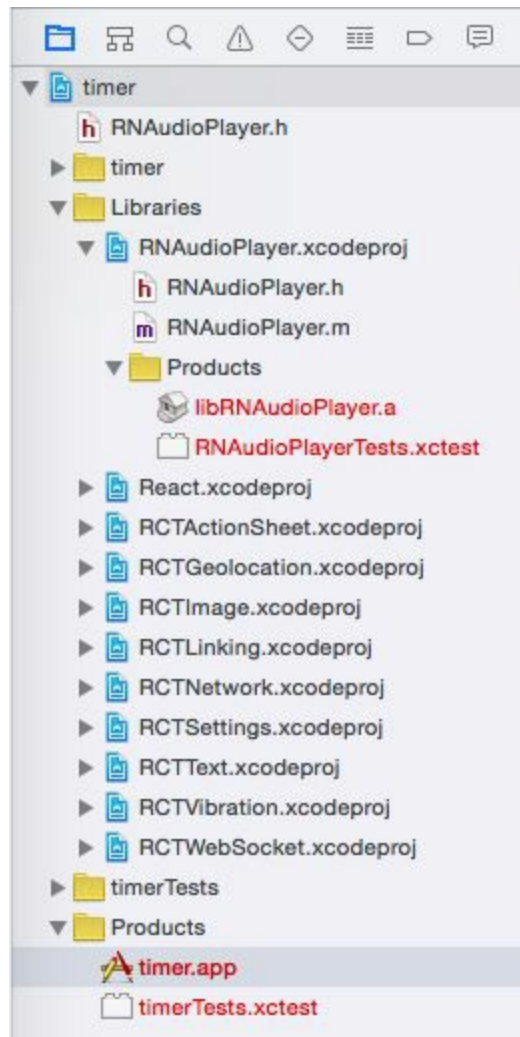 timer
h RNAudioPlayer.h
timer
Libraries
RNAudioPlayer.xcodeproj
h RNAudioPlayer.h
m RNAudioPlayer.m
Products
libRNAudioPlayer.a
RNAudioPlayerTests.xctest
React.xcodeproj
RCTActionSheet.xcodeproj
RCTGeolocation.xcodeproj
RCTImage.xcodeproj
RCTLinking.xcodeproj
RCTNetwork.xcodeproj
RCTSettings.xcodeproj
RCTText.xcodeproj
RCTVibration.xcodeproj
RCTWebSocket.xcodeproj
timerTests
Products
timer.app
timerTests.xctest